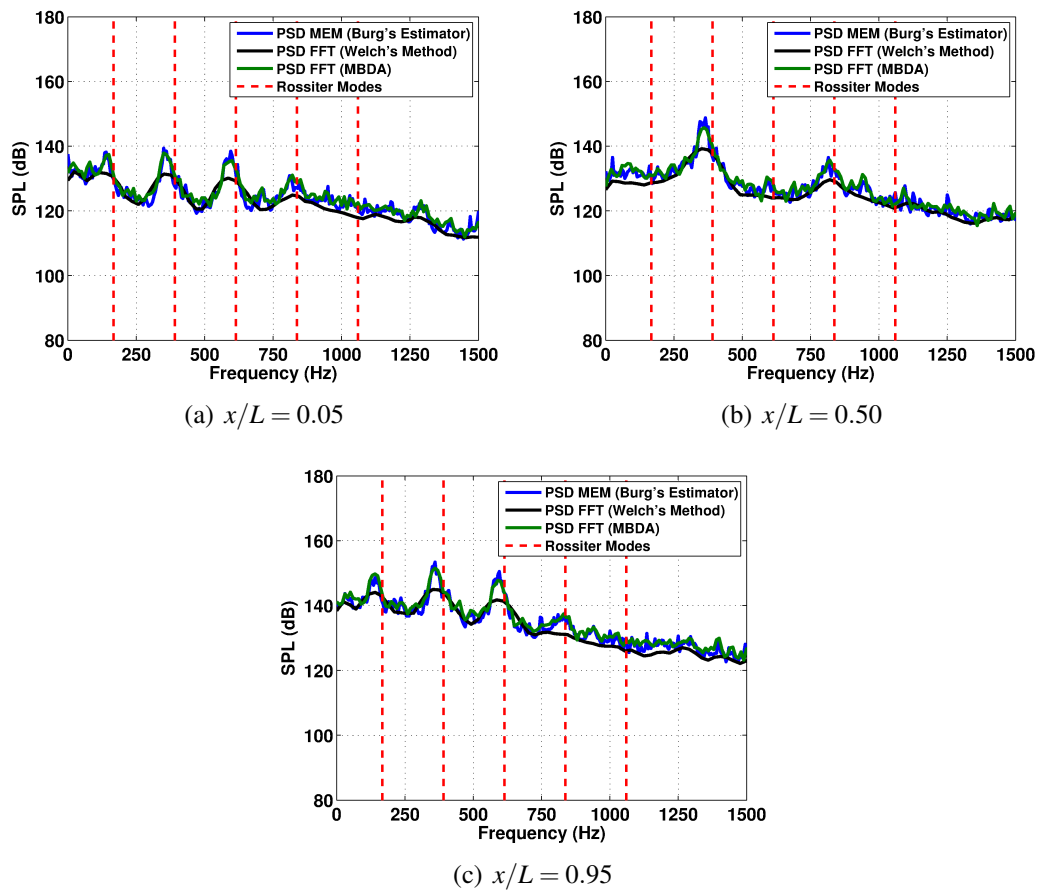 180
160
140
120
100
80
SPL (dB)
PSD MEM (Burg's Estimator)
PSD FFT (Welch's Method)
PSD FFT (MBDA)
Rossiter Modes
0 250 500 750 1000 1250 1500
Frequency (Hz)
(a) x/L = 0.05
180
160
140
120
100
80
SPL (dB)
PSD MEM (Burg's Estimator)
PSD FFT (Welch's Method)
PSD FFT (MBDA)
Rossiter Modes
0 250 500 750 1000 1250 1500
Frequency (Hz)
(b) x/L = 0.50
180
160
140
120
100
80
SPL (dB)
PSD MEM (Burg's Estimator)
PSD FFT (Welch's Method)
PSD FFT (MBDA)
Rossiter Modes
0 250 500 750 1000 1250 1500
Frequency (Hz)
(c) x/L = 0.95